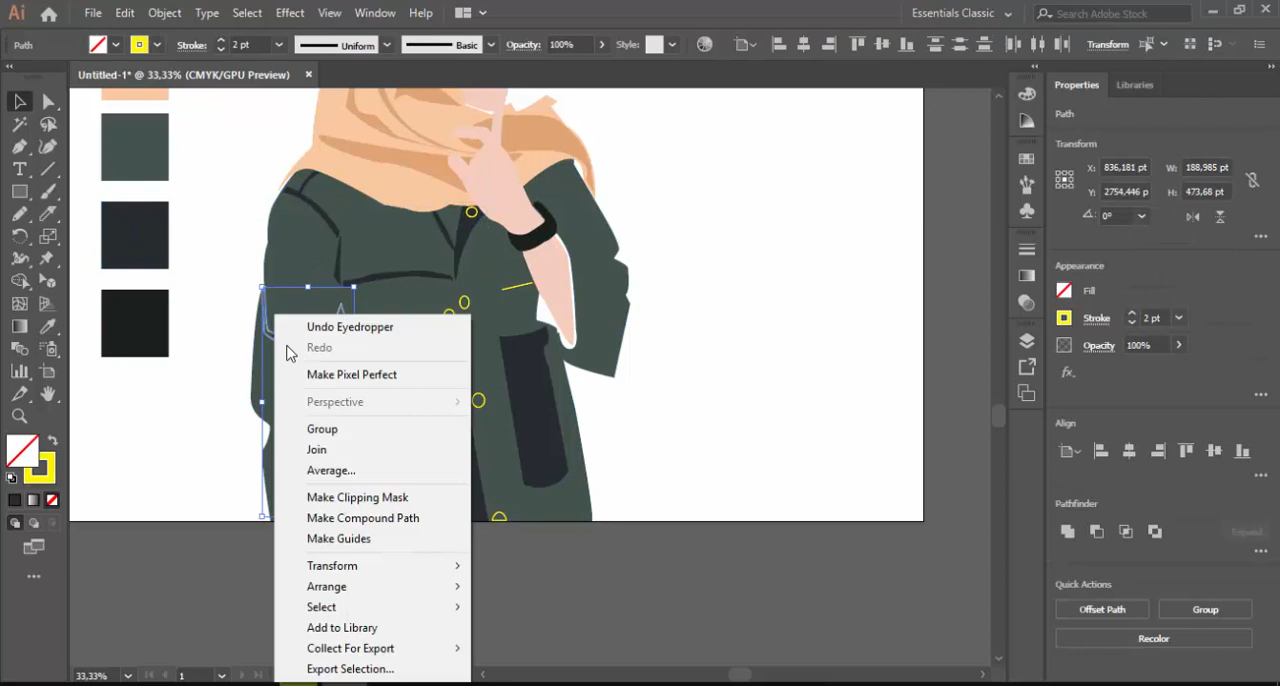 Ai File Edit Object Type Select Effect View Window Help Essentials Classic Search Adobe Stock
Path Stroke: 2 pt Uniform Basic Opacity: 100% Style: Transform
Untitled-1* @ 33,33% (CMYK/GPU Preview) ×
Properties Libraries
Path
Transform
X: 836,181 pt W: 188,985 pt
Y: 2754,446 p H: 473,68 pt
0°
Appearance
Fill
Stroke 2 pt
Opacity 100%
fx.
Align
Pathfinder
Expand
Quick Actions
Offset Path Group
Recolor
Undo Eyedropper
Redo
Make Pixel Perfect
Perspective
Group
Join
Average...
Make Clipping Mask
Make Compound Path
Make Guides
Transform
Arrange
Select
Add to Library
Collect For Export
Export Selection...
33,33% 1